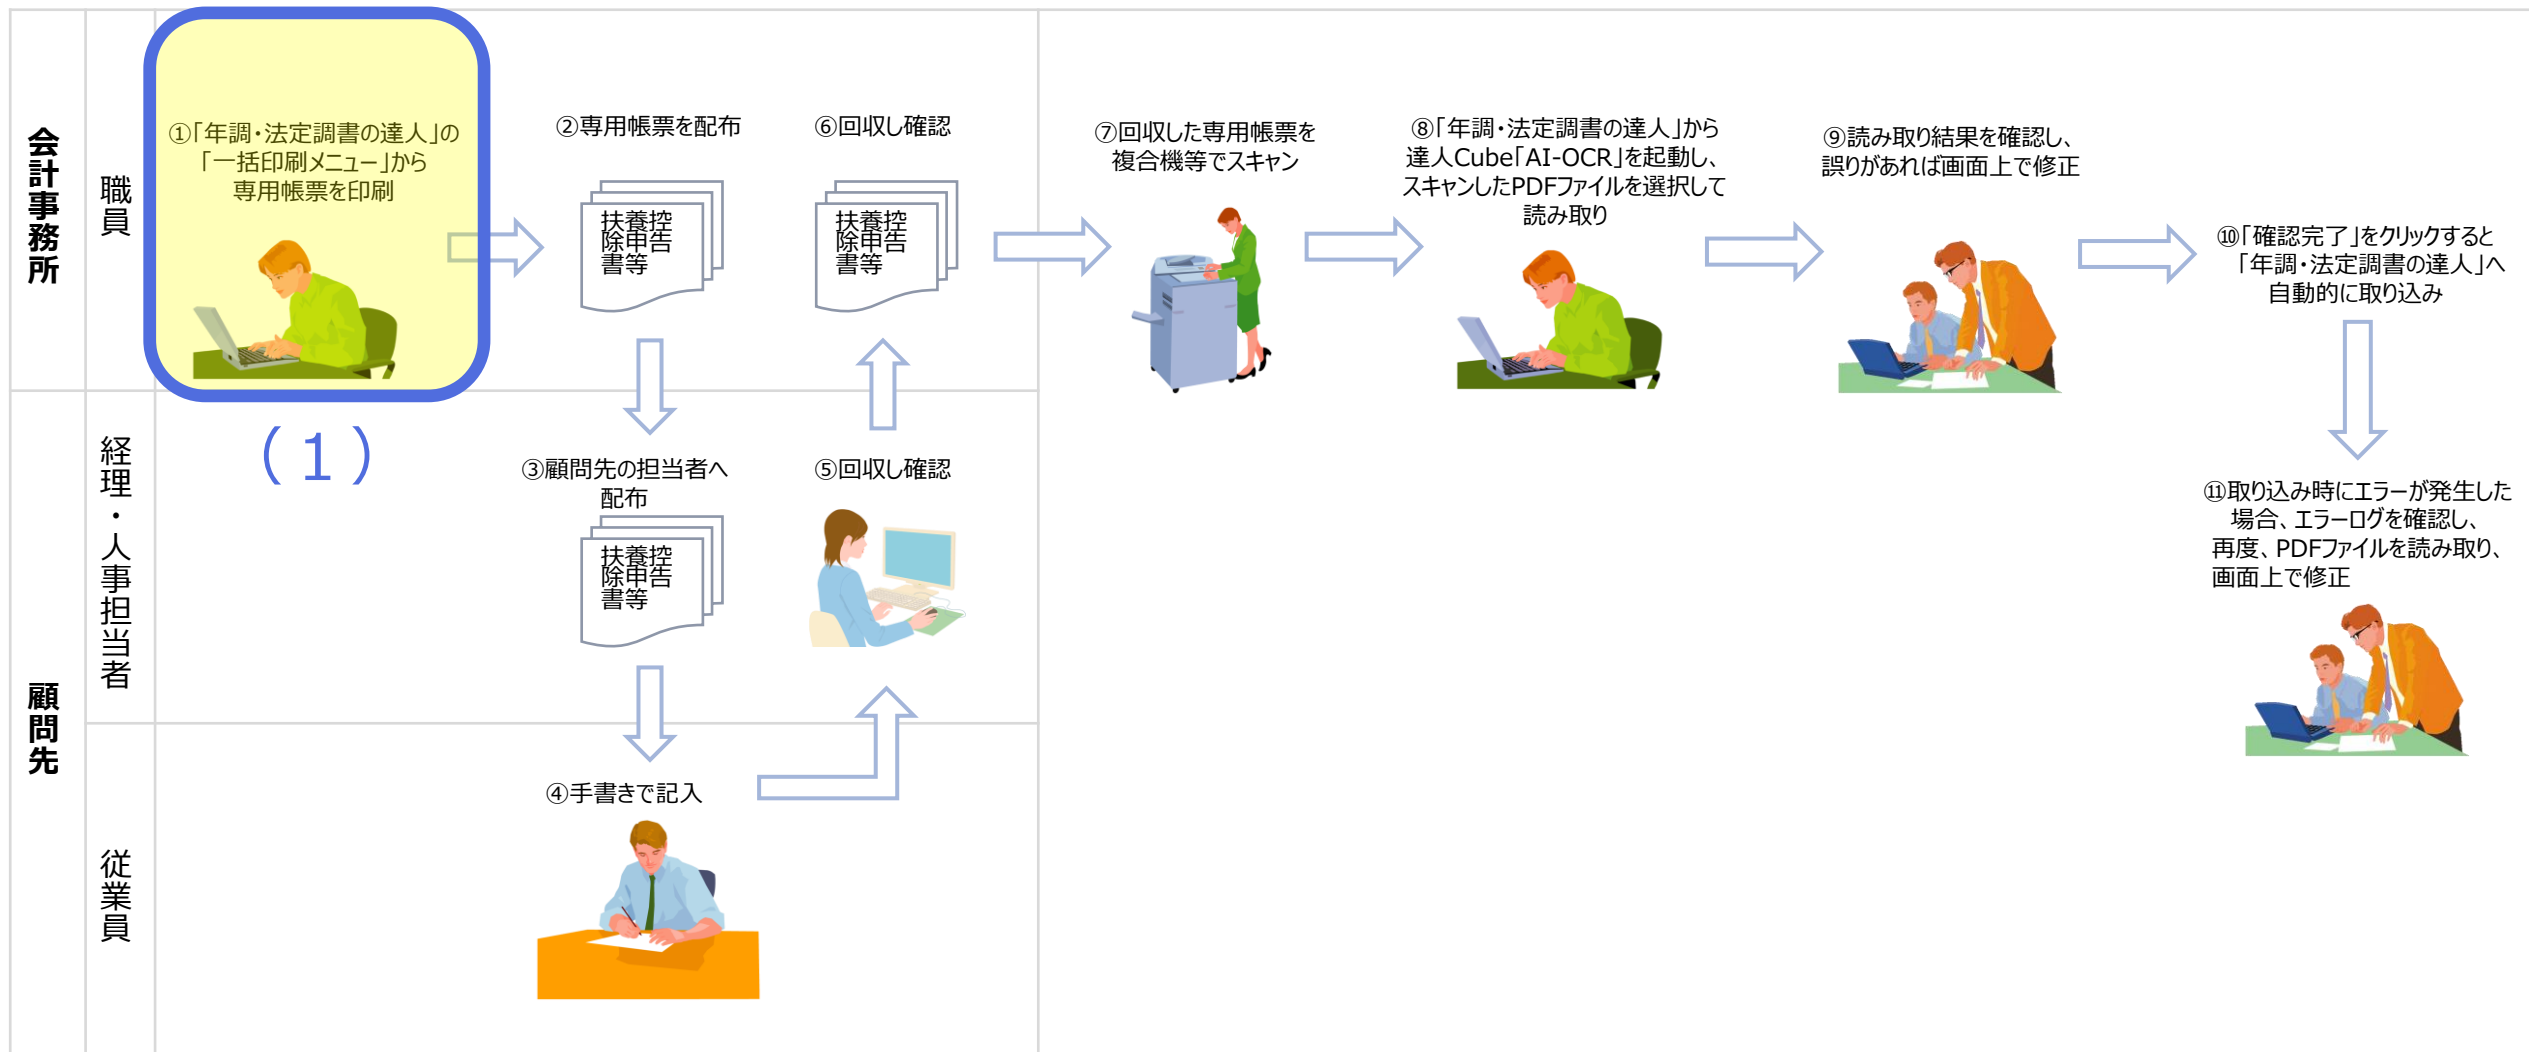 会計事務所
職員
①「年調・法定調書の達人」の
「一括印刷メニュー」から
専用帳票を印刷
(1)
②専用帳票を配布
扶養控
除申告
書等
⑥回収し確認
扶養控
除申告
書等
⑦回収した専用帳票を
複合機等でスキャン
⑧「年調・法定調書の達人」から
達人Cube「AI-OCR」を起動し、
スキャンしたPDFファイルを選択して
読み取り
⑨読み取り結果を確認し、
誤りがあれば画面上で修正
⑩「確認完了」をクリックすると
「年調・法定調書の達人」へ
自動的に取り込み
⑪取り込み時にエラーが発生した
場合、エラーログを確認し、
再度、PDFファイルを読み取り、
画面上で修正
顧問先
経理・人事担当者
③顧問先の担当者へ
配布
扶養控
除申告
書等
⑤回収し確認
従業員
④手書きで記入